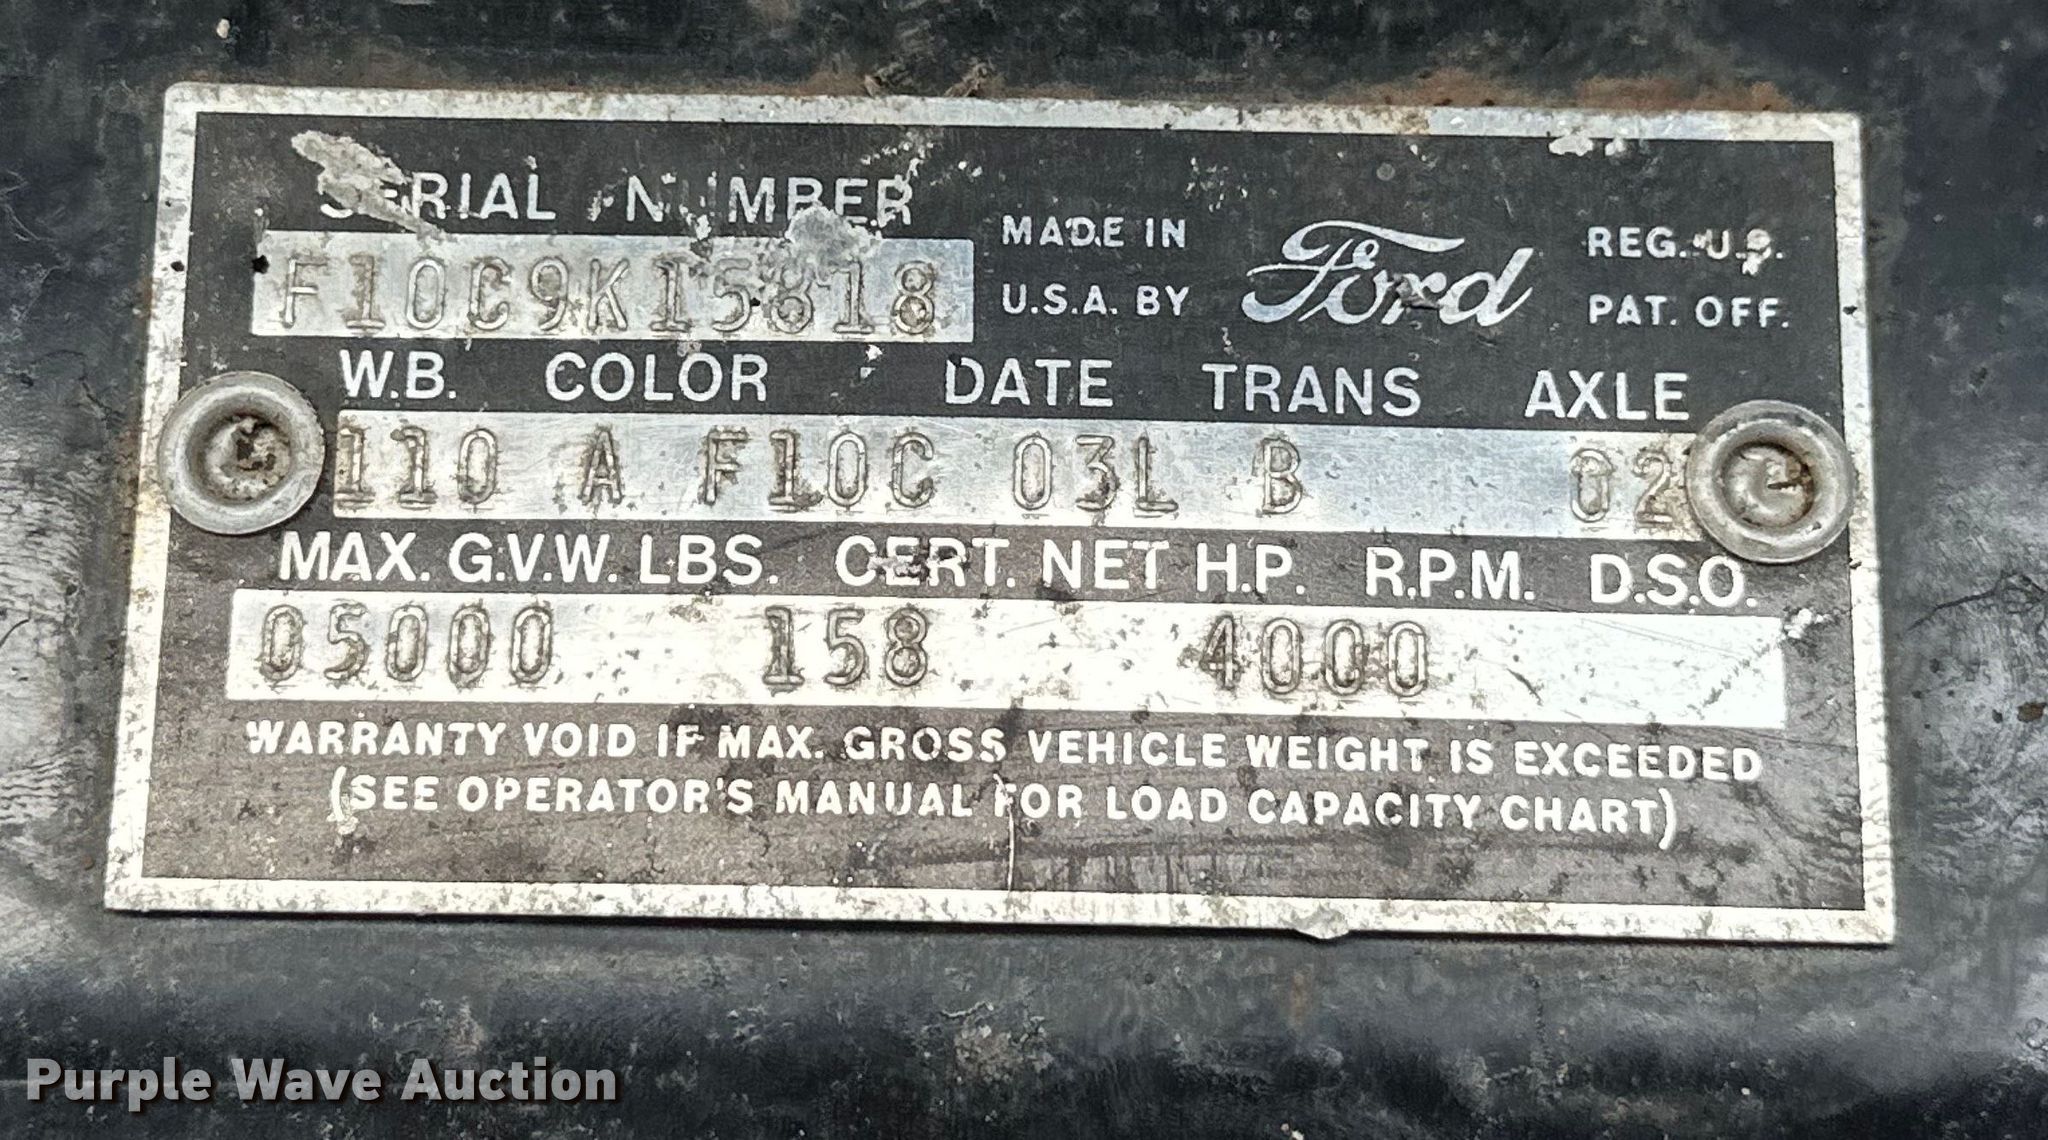 SERIAL NUMBER
F10C9K15818
MADE IN
U.S.A. BY
Ford
REG. U.S.
PAT. OFF.
W.B. COLOR DATE TRANS AXLE
110 A F10C 03L B 02
MAX. G.V.W. LBS. CERT. NET H.P. R.P.M. D.S.O.
05000 158 4000
WARRANTY VOID IF MAX. GROSS VEHICLE WEIGHT IS EXCEEDED
(SEE OPERATOR'S MANUAL FOR LOAD CAPACITY CHART)
Purple Wave Auction